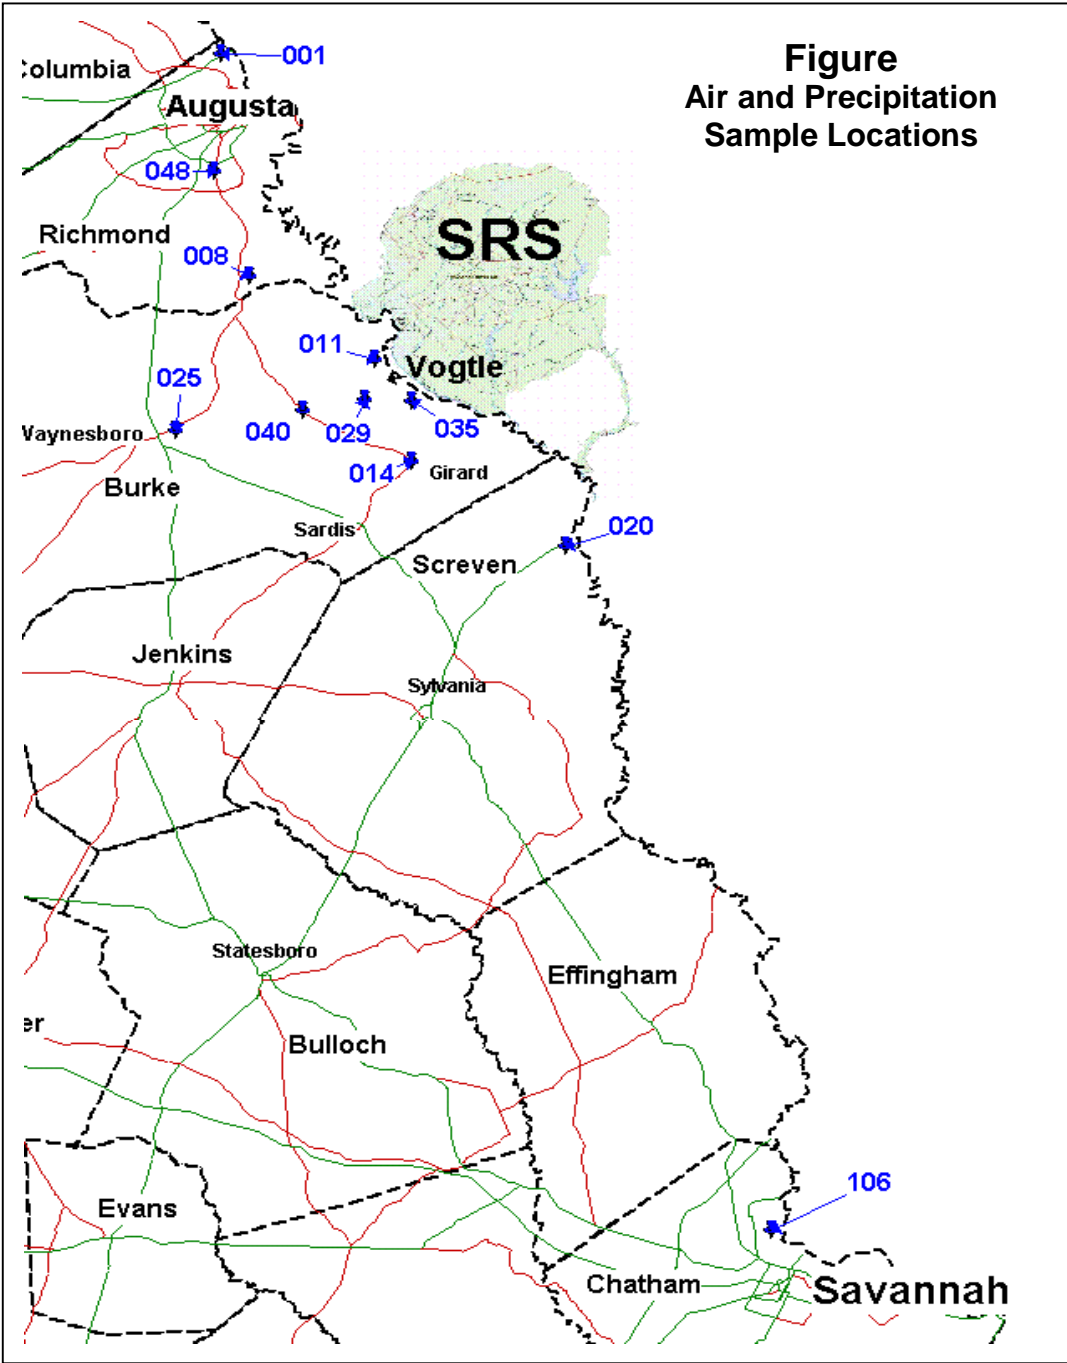 Figure
Air and Precipitation
Sample Locations
001
Columbia
Augusta
048
Richmond
SRS
008
011
Vogtle
025
040
029
035
Waynesboro
014
Girard
Burke
Sardis
020
Screven
Jenkins
Sylvania
Statesboro
Effingham
er
Bulloch
106
Evans
Chatham
Savannah